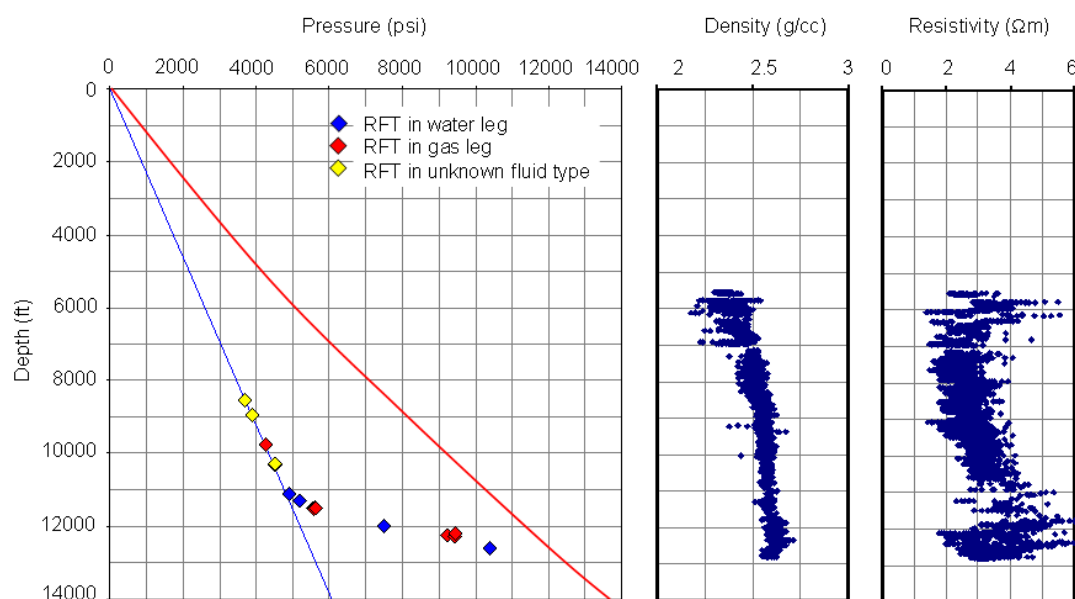 Pressure (psi)
0 2000 4000 6000 8000 10000 12000 14000
Density (g/cc)
2 2.5 3
Resistivity (Ωm)
0 2 4 6
Depth (ft)
0
2000
4000
6000
8000
10000
12000
14000
RFT in water leg
RFT in gas leg
RFT in unknown fluid type